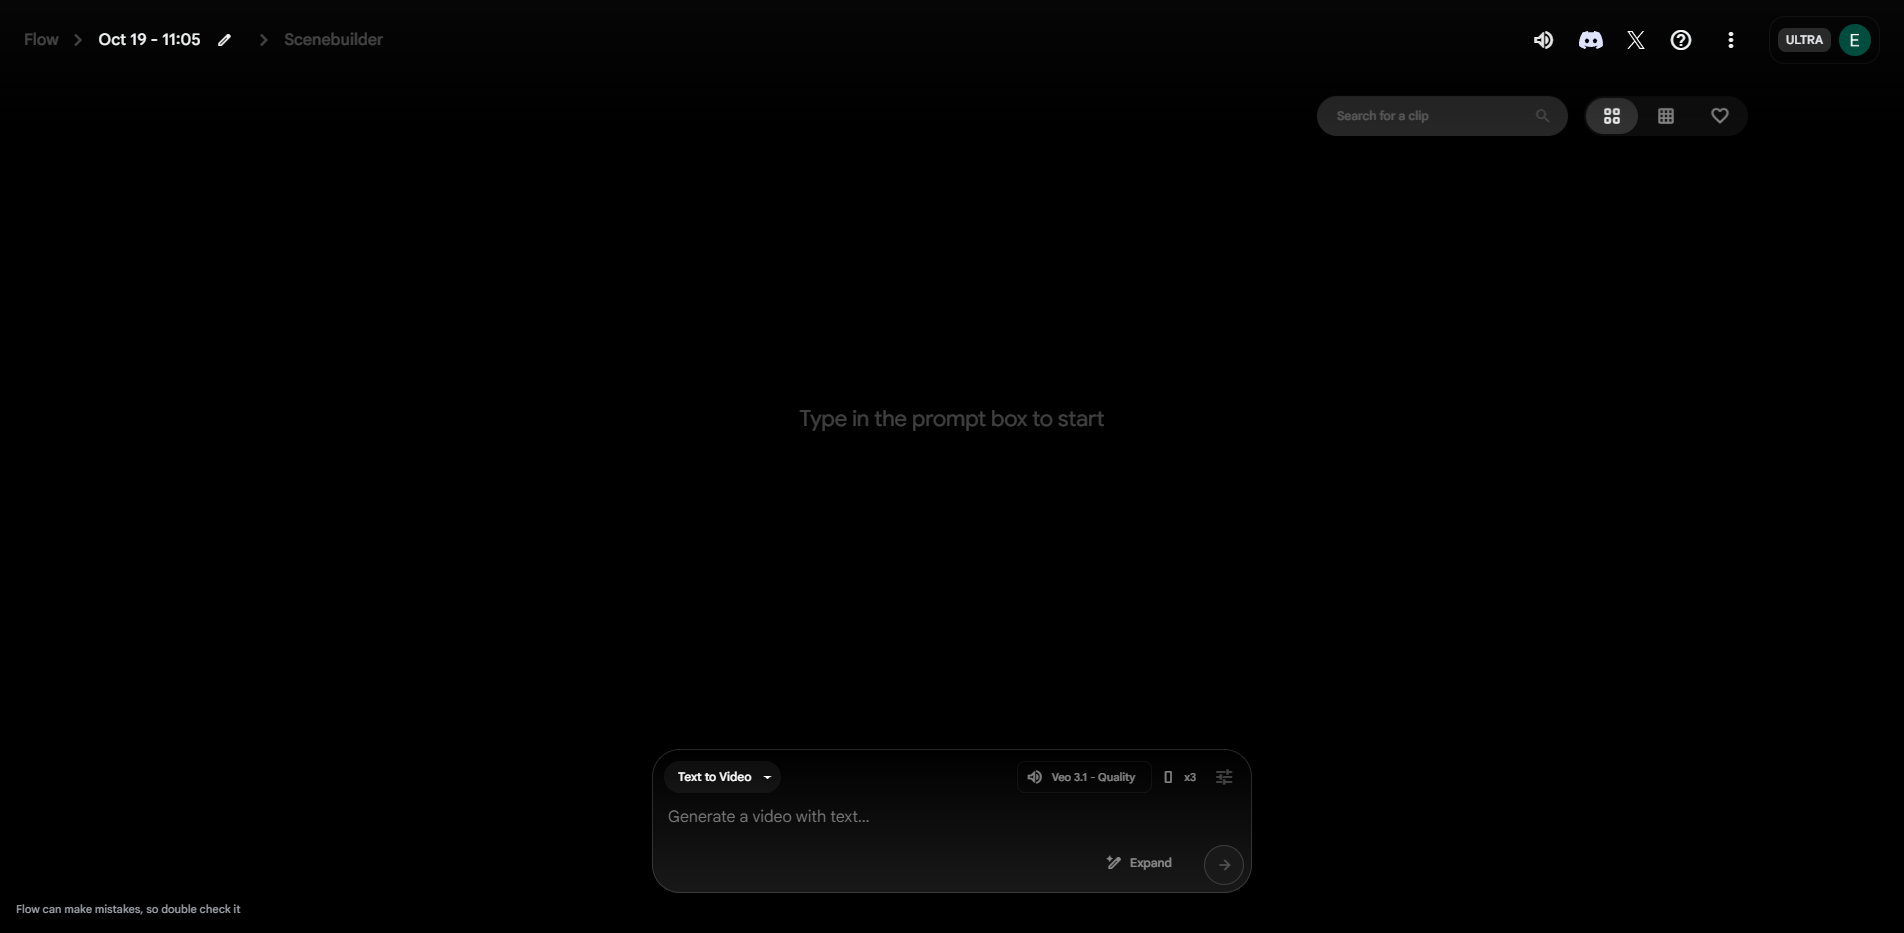 Flow
Oct 19 - 11:05
Scenebuilder
ULTRA
E
Search for a clip
Type in the prompt box to start
Text to Video
Veo 3.1 - Quality
x3
Generate a video with text...
Expand
Flow can make mistakes, so double check it